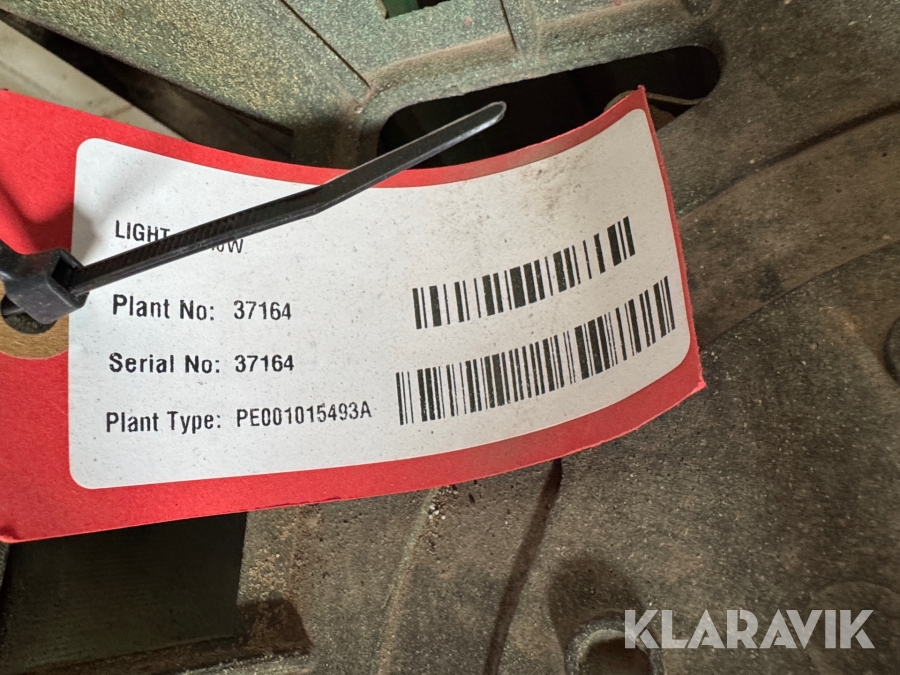 LIGHT
Plant No: 37164
Serial No: 37164
Plant Type: PE001015493A
KLARAVIK